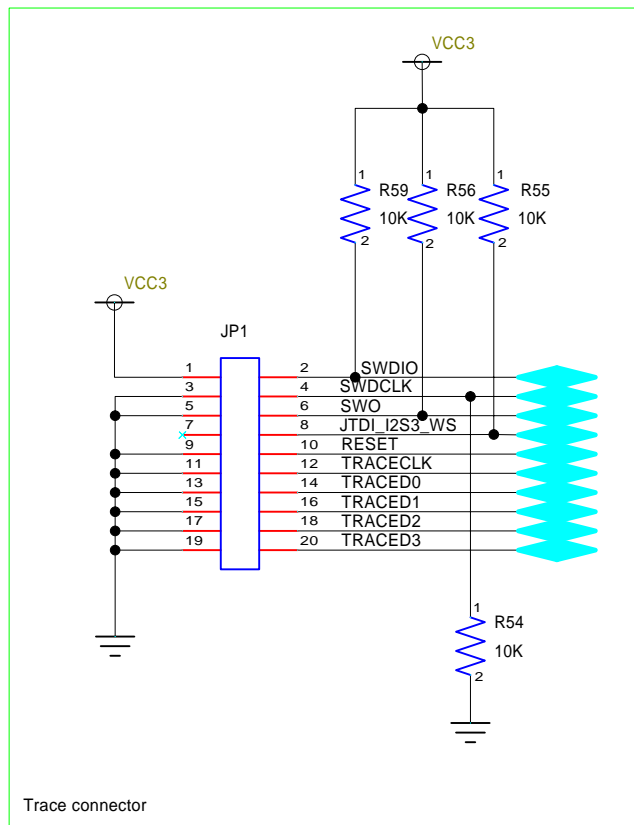 VCC3
1 1 1
R59 R56 R55
10K 10K 10K
2 2 2
VCC3
JP1
1 2 SWDIO
3 4 SWDCLK
5 6 SWO
7 8 JTDI_I2S3_WS
9 10 RESET
11 12 TRACECLK
13 14 TRACED0
15 16 TRACED1
17 18 TRACED2
19 20 TRACED3
1
R54
10K
2
Trace connector